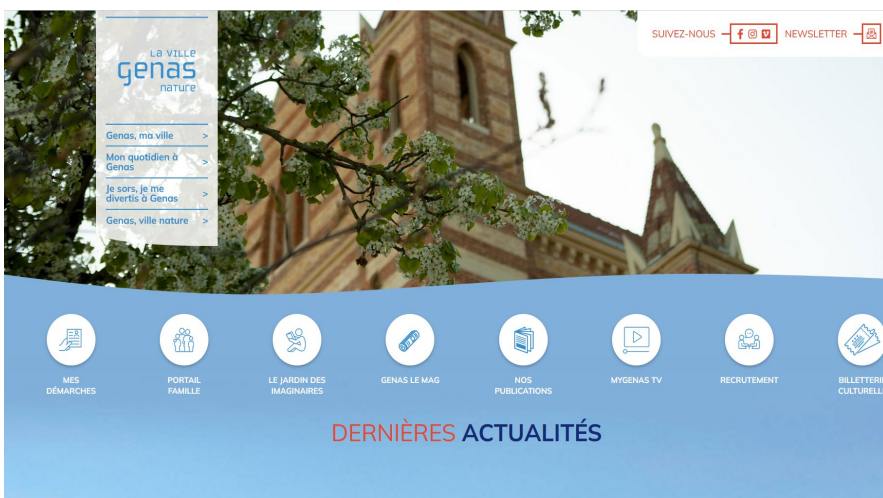 SUIVEZ-NOUS
NEWSLETTER
LA VILLE
genas
nature
Genas, ma ville >
Mon quotidien à
Genas >
Je sors, je me
divertis à Genas >
Genas, ville nature >
MES
DÉMARCHES
PORTAIL
FAMILLE
LE JARDIN DES
IMAGINAIRES
GENAS LE MAG
NOS
PUBLICATIONS
MYGENAS TV
RECRUTEMENT
BILLETTERIE
CULTURELL
DERNIÈRES ACTUALITÉS